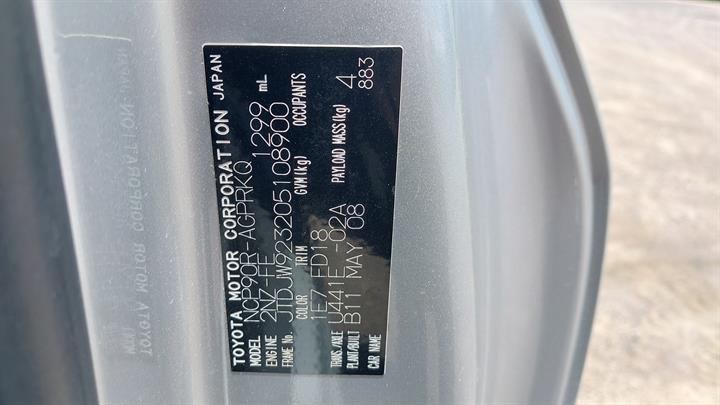 TOYOTA MOTOR CORPORATION JAPAN
MODEL NCP90R-AGPRKQ
ENGINE 2NZ-FE 1299 mL
FRAME No. JTDJW923205108900
COLOR TRIM GVM(kg) OCCUPANTS
1E7 FD18 4
TRANS./AXLE U441E -02A PAYLOAD MASS(kg) 883
PLANT/BUILT B11 MAY 08
CAR NAME